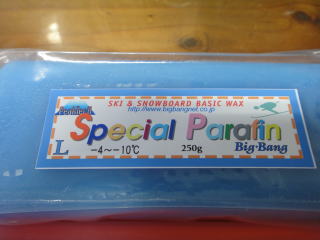 SKI & SNOWBOARD BASIC WAX
http://www.bigbangnet.co.jp
Special Parafin
L -4~-10℃ 250g Big·Bang